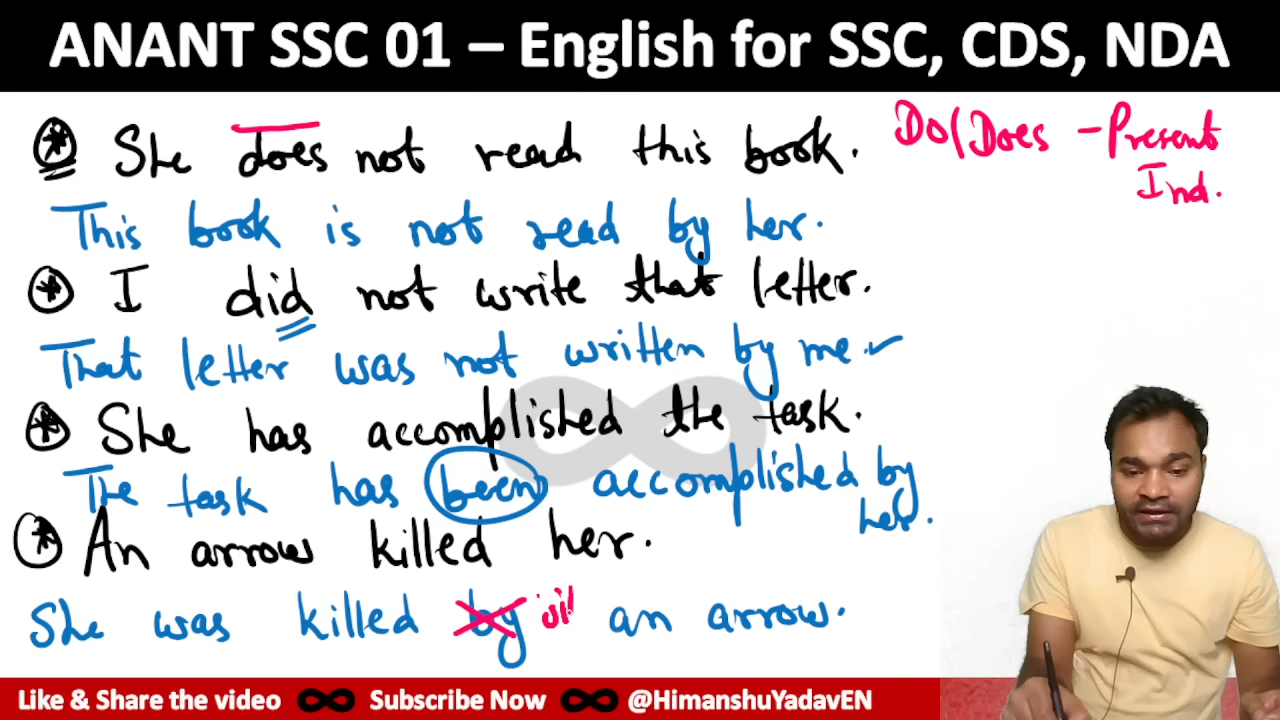 ANANT SSC 01 – English for SSC, CDS, NDA
She does not read this book.
Do/Does - Present
Ind.
This book is not read by her.
I did not write that letter.
That letter was not written by me.
She has accomplished the task.
The task has been accomplished by
her.
An arrow killed her.
She was killed by an arrow.
Like & Share the video Subscribe Now @HimanshuYadavEN